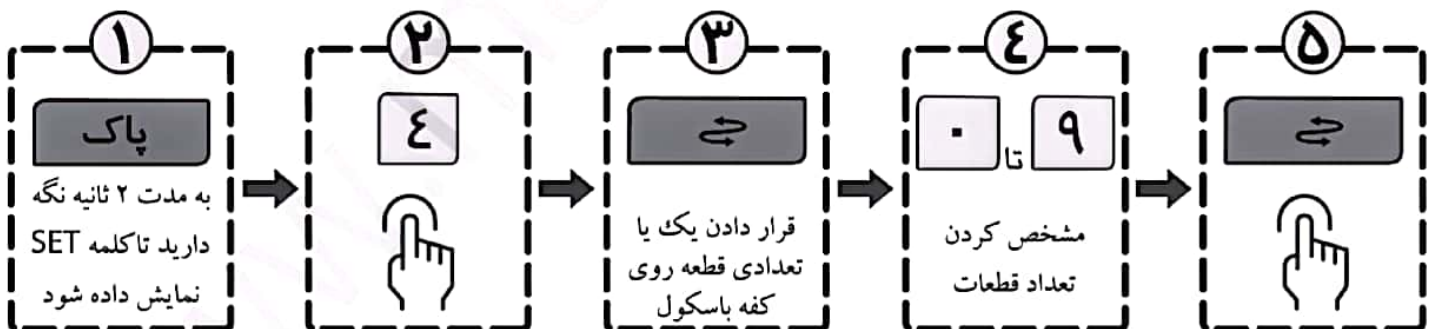 ۱
پاک
به مدت ۲ ثانیه نگه
دارید تاکلمه SET
نمایش داده شود
۲
٤
۳
قرار دادن یک یا
تعدادی قطعه روی
کفه باسکول
٤
۰ تا ۹
مشخص کردن
تعداد قطعات
۵